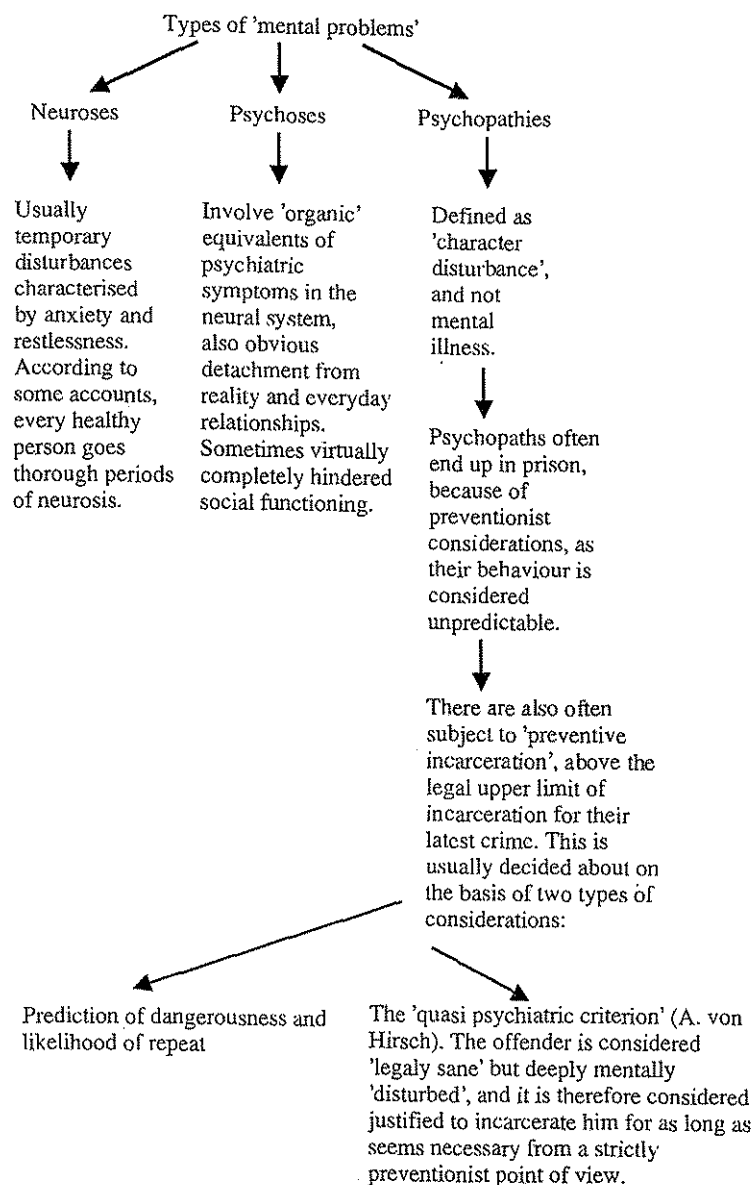 Types of 'mental problems'
Neuroses
Psychoses
Psychopathies
Usually
temporary
disturbances
characterised
by anxiety and
restlessness.
According to
some accounts,
every healthy
person goes
thorough periods
of neurosis.
Involve 'organic'
equivalents of
psychiatric
symptoms in the
neural system,
also obvious
detachment from
reality and everyday
relationships.
Sometimes virtually
completely hindered
social functioning.
Defined as
'character
disturbance',
and not
mental
illness.
Psychopaths often
end up in prison,
because of
preventionist
considerations, as
their behaviour is
considered
unpredictable.
There are also often
subject to 'preventive
incarceration', above the
legal upper limit of
incarceration for their
latest crime. This is
usually decided about on
the basis of two types of
considerations:
Prediction of dangerousness and
likelihood of repeat
The 'quasi psychiatric criterion' (A. von
Hirsch). The offender is considered
'legaly sane' but deeply mentally
'disturbed', and it is therefore considered
justified to incarcerate him for as long as
seems necessary from a strictly
preventionist point of view.